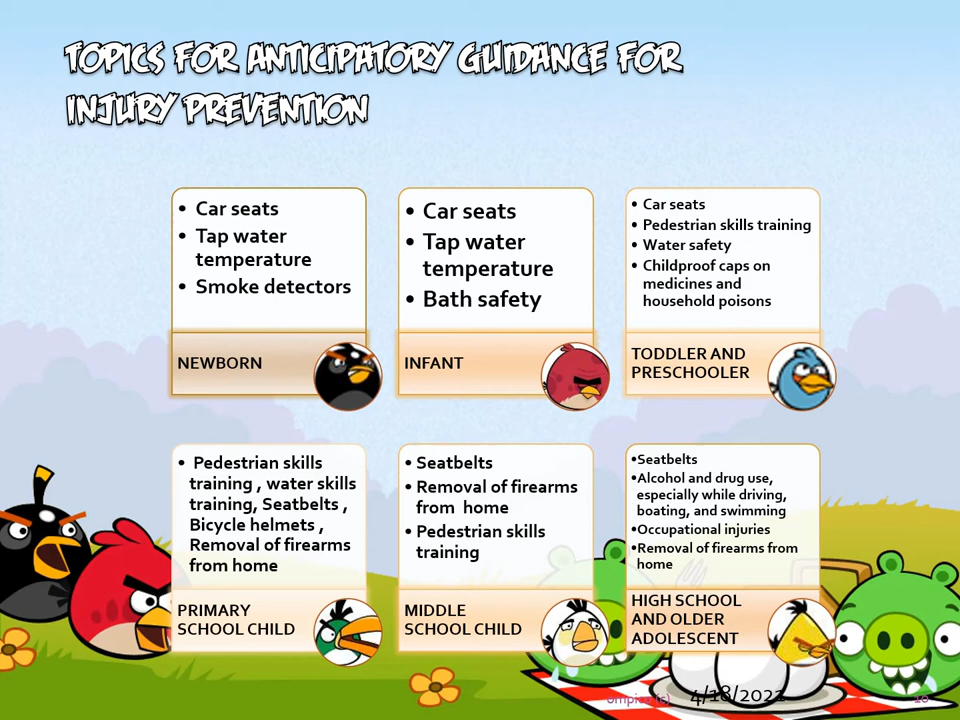 TOPICS FOR ANTICIPATORY GUIDANCE FOR
INJURY PREVENTION
• Car seats
• Tap water
temperature
• Smoke detectors
NEWBORN
• Car seats
• Tap water
temperature
• Bath safety
INFANT
• Car seats
• Pedestrian skills training
• Water safety
• Childproof caps on
medicines and
household poisons
TODDLER AND
PRESCHOOLER
• Pedestrian skills
training , water skills
training, Seatbelts ,
Bicycle helmets ,
Removal of firearms
from home
PRIMARY
SCHOOL CHILD
• Seatbelts
• Removal of firearms
from home
• Pedestrian skills
training
MIDDLE
SCHOOL CHILD
•Seatbelts
•Alcohol and drug use,
especially while driving,
boating, and swimming
•Occupational injuries
•Removal of firearms from
home
HIGH SCHOOL
AND OLDER
ADOLESCENT
4/18/2021